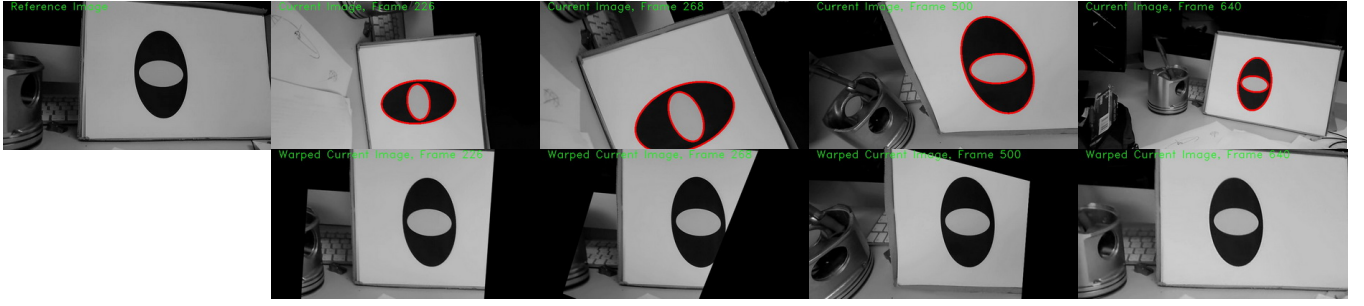 Reference Image
Current Image, Frame 226
Current Image, Frame 268
Current Image, Frame 500
Current Image, Frame 640
Warped Current Image, Frame 226
Warped Current Image, Frame 268
Warped Current Image, Frame 500
Warped Current Image, Frame 640